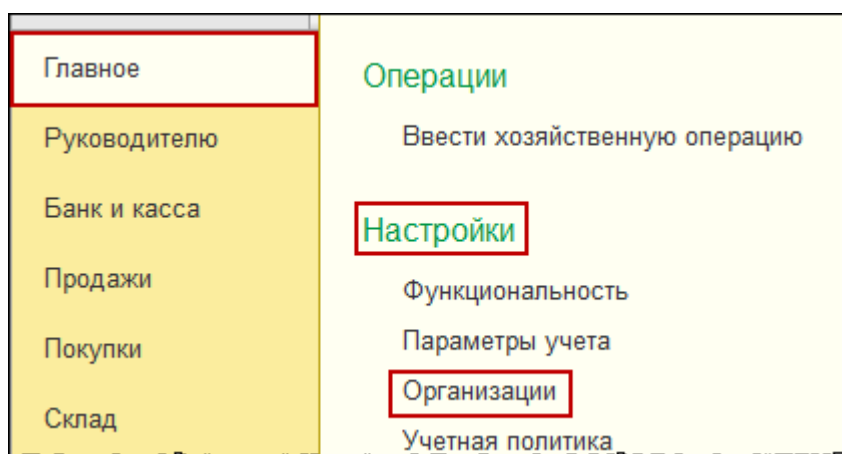 Главное
Руководителю
Банк и касса
Продажи
Покупки
Склад
Операции
Ввести хозяйственную операцию
Настройки
Функциональность
Параметры учета
Организации
Учетная политика